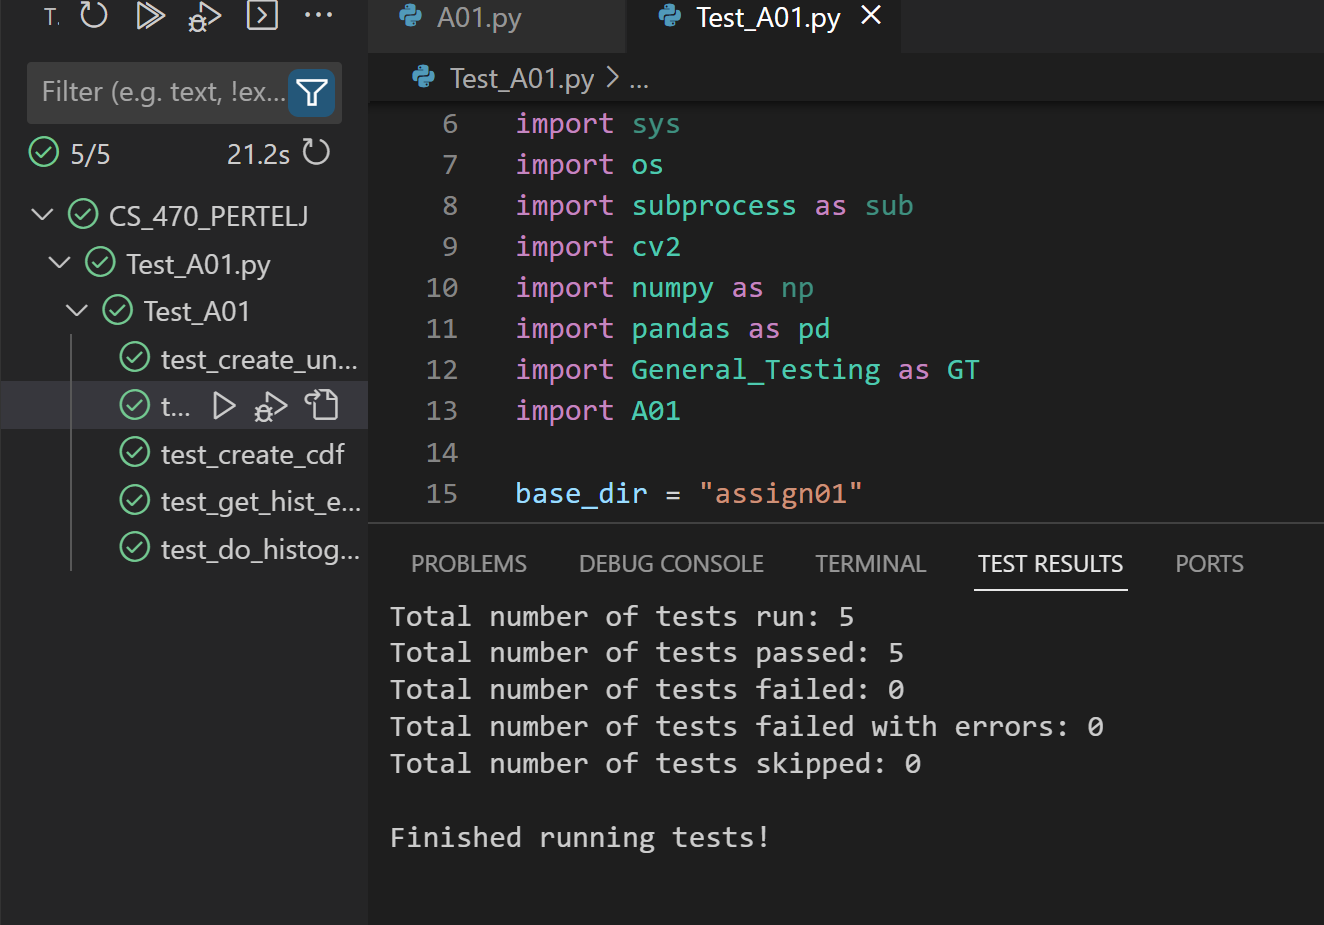 T.
A01.py
Test_A01.py
Filter (e.g. text, !ex...
5/5
21.2s
CS_470_PERTELJ
Test_A01.py
Test_A01
test_create_un...
t...
test_create_cdf
test_get_hist_e...
test_do_histog...
Test_A01.py > ...
6 import sys
7 import os
8 import subprocess as sub
9 import cv2
10 import numpy as np
11 import pandas as pd
12 import General_Testing as GT
13 import A01
14
15 base_dir = "assign01"
PROBLEMS DEBUG CONSOLE TERMINAL TEST RESULTS PORTS
Total number of tests run: 5
Total number of tests passed: 5
Total number of tests failed: 0
Total number of tests failed with errors: 0
Total number of tests skipped: 0
Finished running tests!